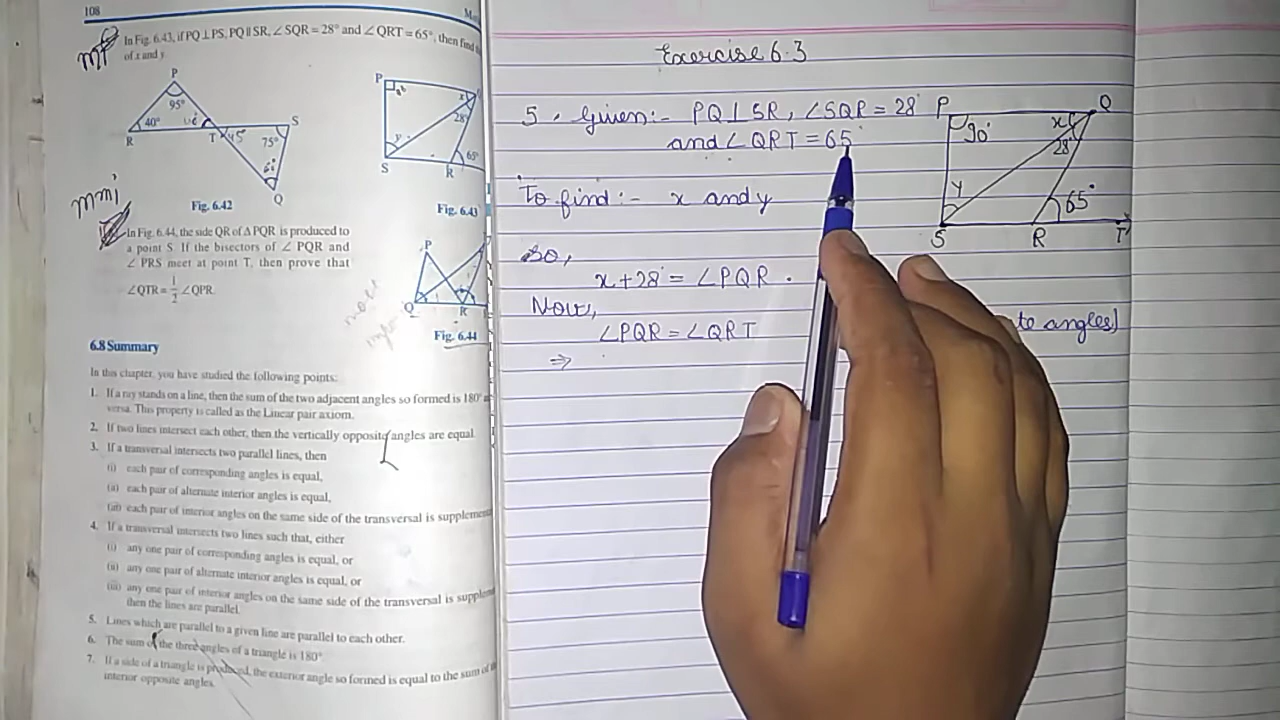 108
In Fig. 6.43, if PQ ⊥ PS, PQ ∥ SR, ∠ SQR = 28° and ∠ QRT = 65°, then find
of x and y.
P
95°
40°
R
T
45°
75°
S
Q
Fig. 6.42
P
x
28°
y
65°
S
R
Fig. 6.43
In Fig. 6.44, the side QR of Δ PQR is produced to
a point S. If the bisectors of ∠ PQR and
∠ PRS meet at point T, then prove that
∠QTR = 1/2 ∠QPR.
P
Q
R
Fig. 6.44
6.8 Summary
In this chapter, you have studied the following points:
1. If a ray stands on a line, then the sum of the two adjacent angles so formed is 180°
versa. This property is called as the Linear pair axiom.
2. If two lines intersect each other, then the vertically opposite angles are equal.
3. If a transversal intersects two parallel lines, then
(i) each pair of corresponding angles is equal,
(ii) each pair of alternate interior angles is equal,
(iii) each pair of interior angles on the same side of the transversal is supplemen
4. If a transversal intersects two lines such that, either
(i) any one pair of corresponding angles is equal, or
(ii) any one pair of alternate interior angles is equal, or
(iii) any one pair of interior angles on the same side of the transversal is supplem
then the lines are parallel.
5. Lines which are parallel to a given line are parallel to each other.
6. The sum of the three angles of a triangle is 180°.
7. If a side of a triangle is produced, the exterior angle so formed is equal to the sum of
interior opposite angles.
Exercise 6.3
5. Given:- PQ⊥SR, ∠SQR = 28°
and ∠QRT = 65°
To find:- x and y
So,
x + 28° = ∠PQR.
Now,
∠PQR = ∠QRT
te angles)
⇒
P
Q
90°
x
28°
y
65°
S
R
T